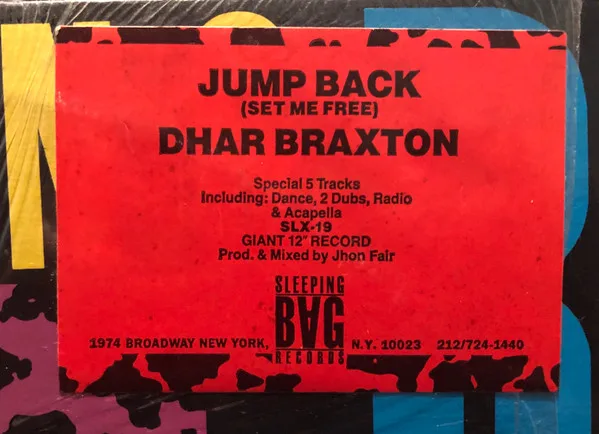 JUMP BACK
(SET ME FREE)
DHAR BRAXTON
Special 5 Tracks
Including: Dance, 2 Dubs, Radio
& Acapella
SLX-19
GIANT 12" RECORD
Prod. & Mixed by Jhon Fair
SLEEPING
BAG
RECORDS
1974 BROADWAY NEW YORK, N.Y. 10023 212/724-1440